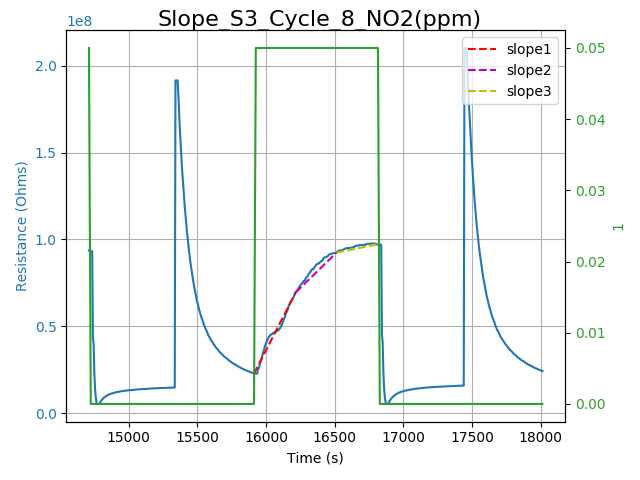 Slope_S3_Cycle_8_NO2(ppm)
1e8
slope1
slope2
slope3
2.0
1.5
1.0
0.5
0.0
Resistance (Ohms)
0.05
0.04
0.03
0.02
0.01
0.00
1
15000 15500 16000 16500 17000 17500 18000
Time (s)